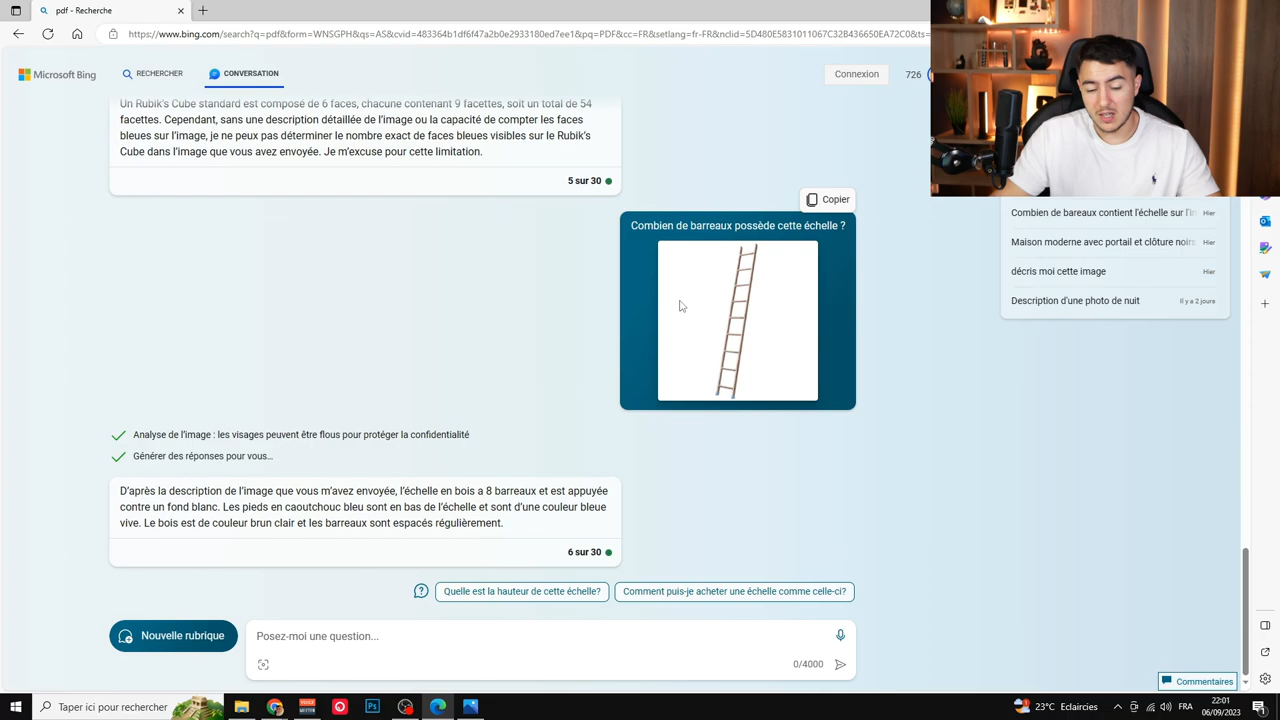 pdf - Recherche
https://www.bing.com/search?q=pdf&form=WNSGPH&qs=AS&cvid=483364b1df6f47a2b0e2933180ed7ee1&pq=PDF&cc=FR&setlang=fr-FR&nclid=5D480E5831011067C32B436650EA72C0&ts=
Microsoft Bing
RECHERCHER
CONVERSATION
Connexion
726
Un Rubik's Cube standard est composé de 6 faces, chacune contenant 9 facettes, soit un total de 54
facettes. Cependant, sans une description détaillée de l'image ou la capacité de compter les faces
bleues sur l'image, je ne peux pas déterminer le nombre exact de faces bleues visibles sur le Rubik's
Cube dans l'image que vous avez envoyée. Je m'excuse pour cette limitation.
5 sur 30
Copier
Combien de barreaux possède cette échelle ?
Combien de bareaux contient l'échelle sur l'in Hier
Maison moderne avec portail et clôture noirs Hier
décris moi cette image Hier
Description d'une photo de nuit Il y a 2 jours
Analyse de l'image : les visages peuvent être flous pour protéger la confidentialité
Générer des réponses pour vous…
D'après la description de l'image que vous m'avez envoyée, l'échelle en bois a 8 barreaux et est appuyée
contre un fond blanc. Les pieds en caoutchouc bleu sont en bas de l'échelle et sont d'une couleur bleue
vive. Le bois est de couleur brun clair et les barreaux sont espacés régulièrement.
6 sur 30
Quelle est la hauteur de cette échelle?
Comment puis-je acheter une échelle comme celle-ci?
Nouvelle rubrique
Posez-moi une question...
0/4000
Commentaires
Taper ici pour rechercher
23°C Eclaircies
FRA
22:01
06/09/2023